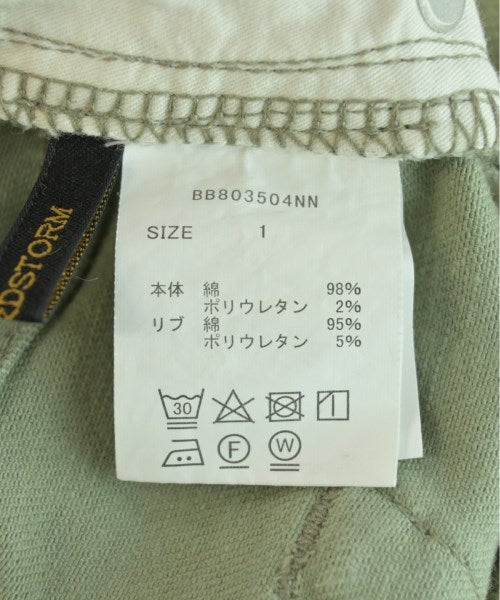 BB803504NN
SIZE 1
本体 綿 98%
ポリウレタン 2%
リブ 綿 95%
ポリウレタン 5%
30
F W
RDSTORM